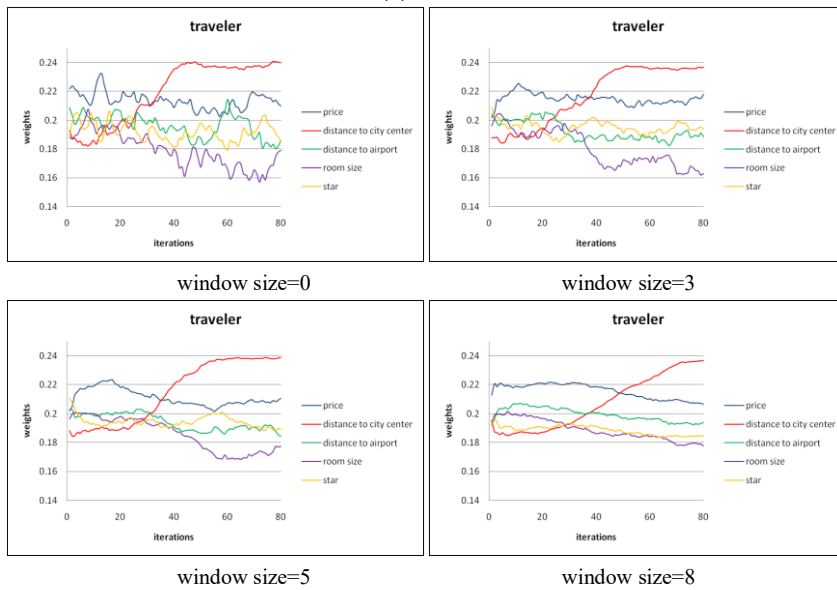 traveler
0.24
0.22
0.2
0.18
0.16
0.14
weights
0 20 40 60 80
iterations
price
distance to city center
distance to airport
room size
star
window size=0
traveler
0.24
0.22
0.2
0.18
0.16
0.14
weights
0 20 40 60 80
iterations
price
distance to city center
distance to airport
room size
star
window size=3
traveler
0.24
0.22
0.2
0.18
0.16
0.14
weights
0 20 40 60 80
iterations
price
distance to city center
distance to airport
room size
star
window size=5
traveler
0.24
0.22
0.2
0.18
0.16
0.14
weights
0 20 40 60 80
iterations
price
distance to city center
distance to airport
room size
star
window size=8